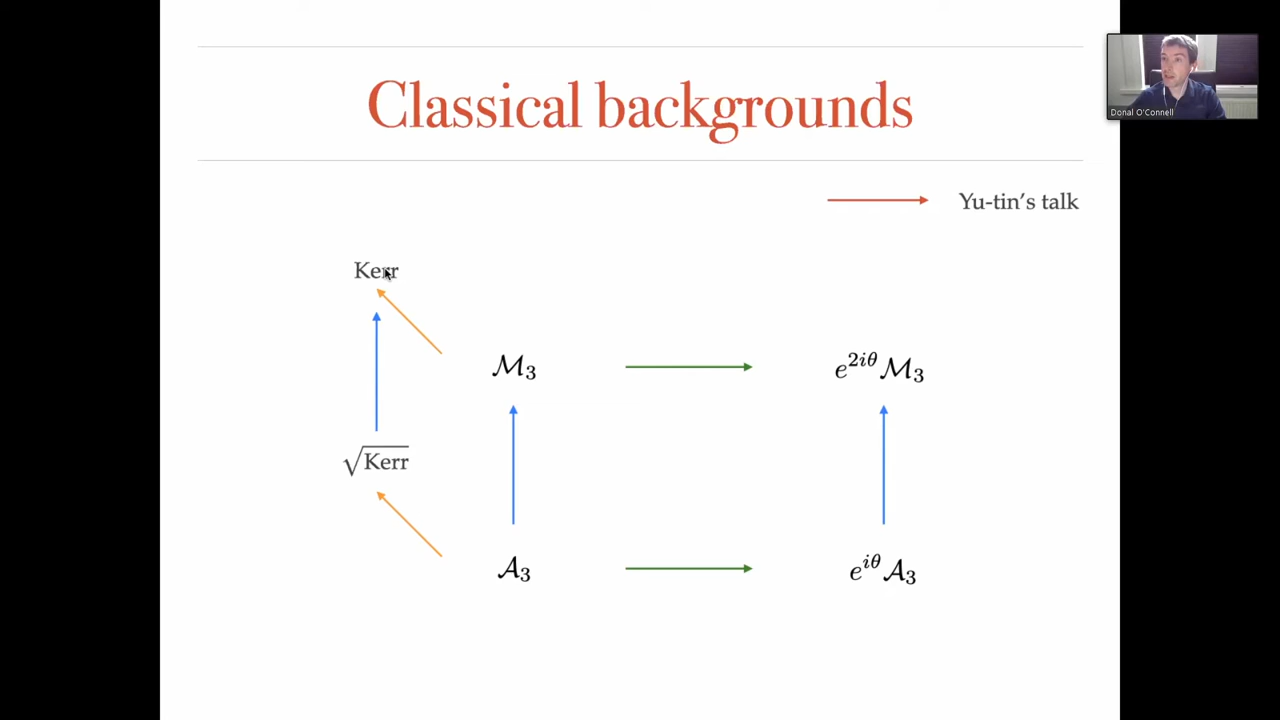 Classical backgrounds
Donal O'Connell
Yu-tin's talk
Kerr
ℳ₃
e^{2iθ}ℳ₃
√Kerr
𝒜₃
e^{iθ}𝒜₃